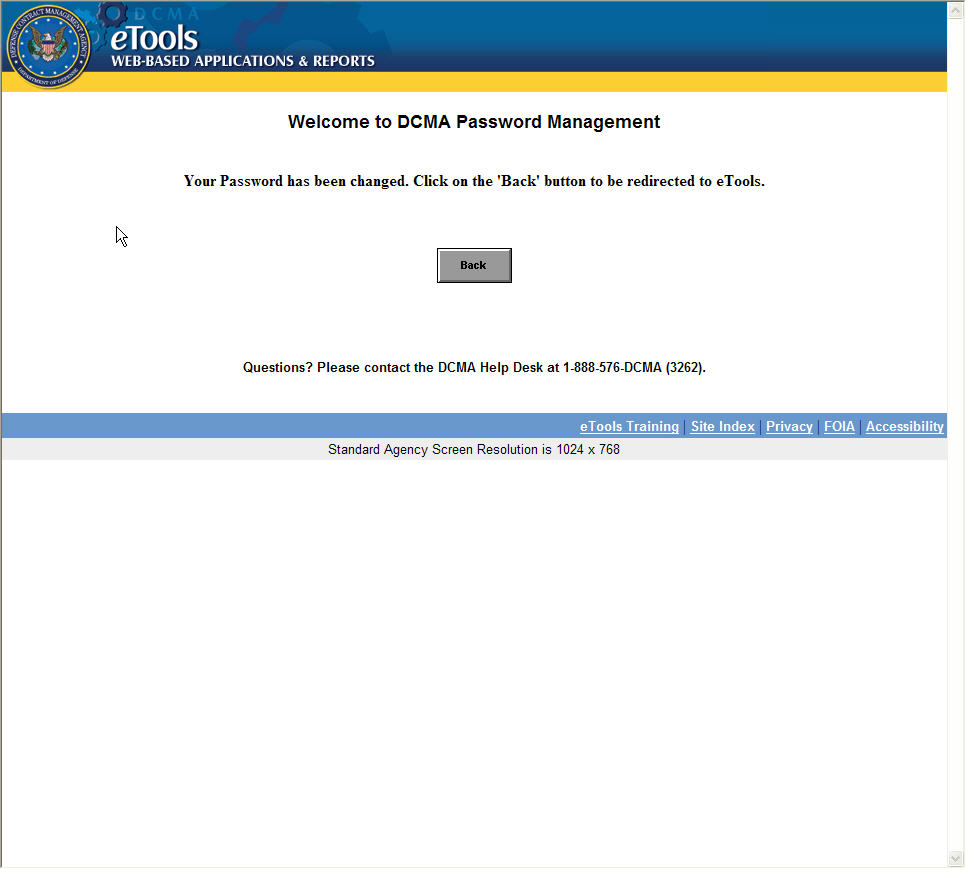 DEFENSE CONTRACT MANAGEMENT AGENCY
DEPARTMENT OF DEFENSE
DCMA
eTools
WEB-BASED APPLICATIONS & REPORTS
Welcome to DCMA Password Management
Your Password has been changed. Click on the 'Back' button to be redirected to eTools.
Back
Questions? Please contact the DCMA Help Desk at 1-888-576-DCMA (3262).
eTools Training | Site Index | Privacy | FOIA | Accessibility
Standard Agency Screen Resolution is 1024 x 768